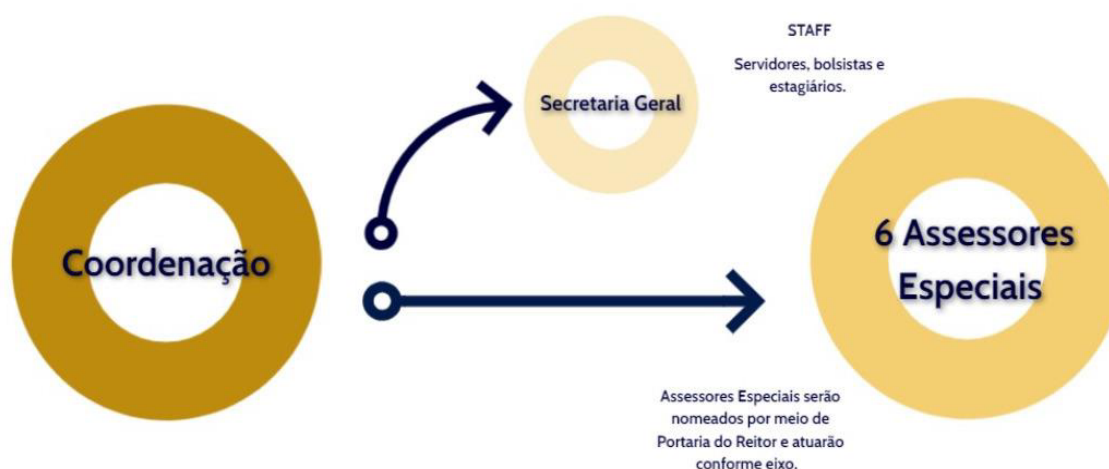 STAFF
Servidores, bolsistas e
estagiários.
Secretaria Geral
Coordenação
6 Assessores
Especiais
Assessores Especiais serão
nomeados por meio de
Portaria do Reitor e atuarão
conforme eixo.